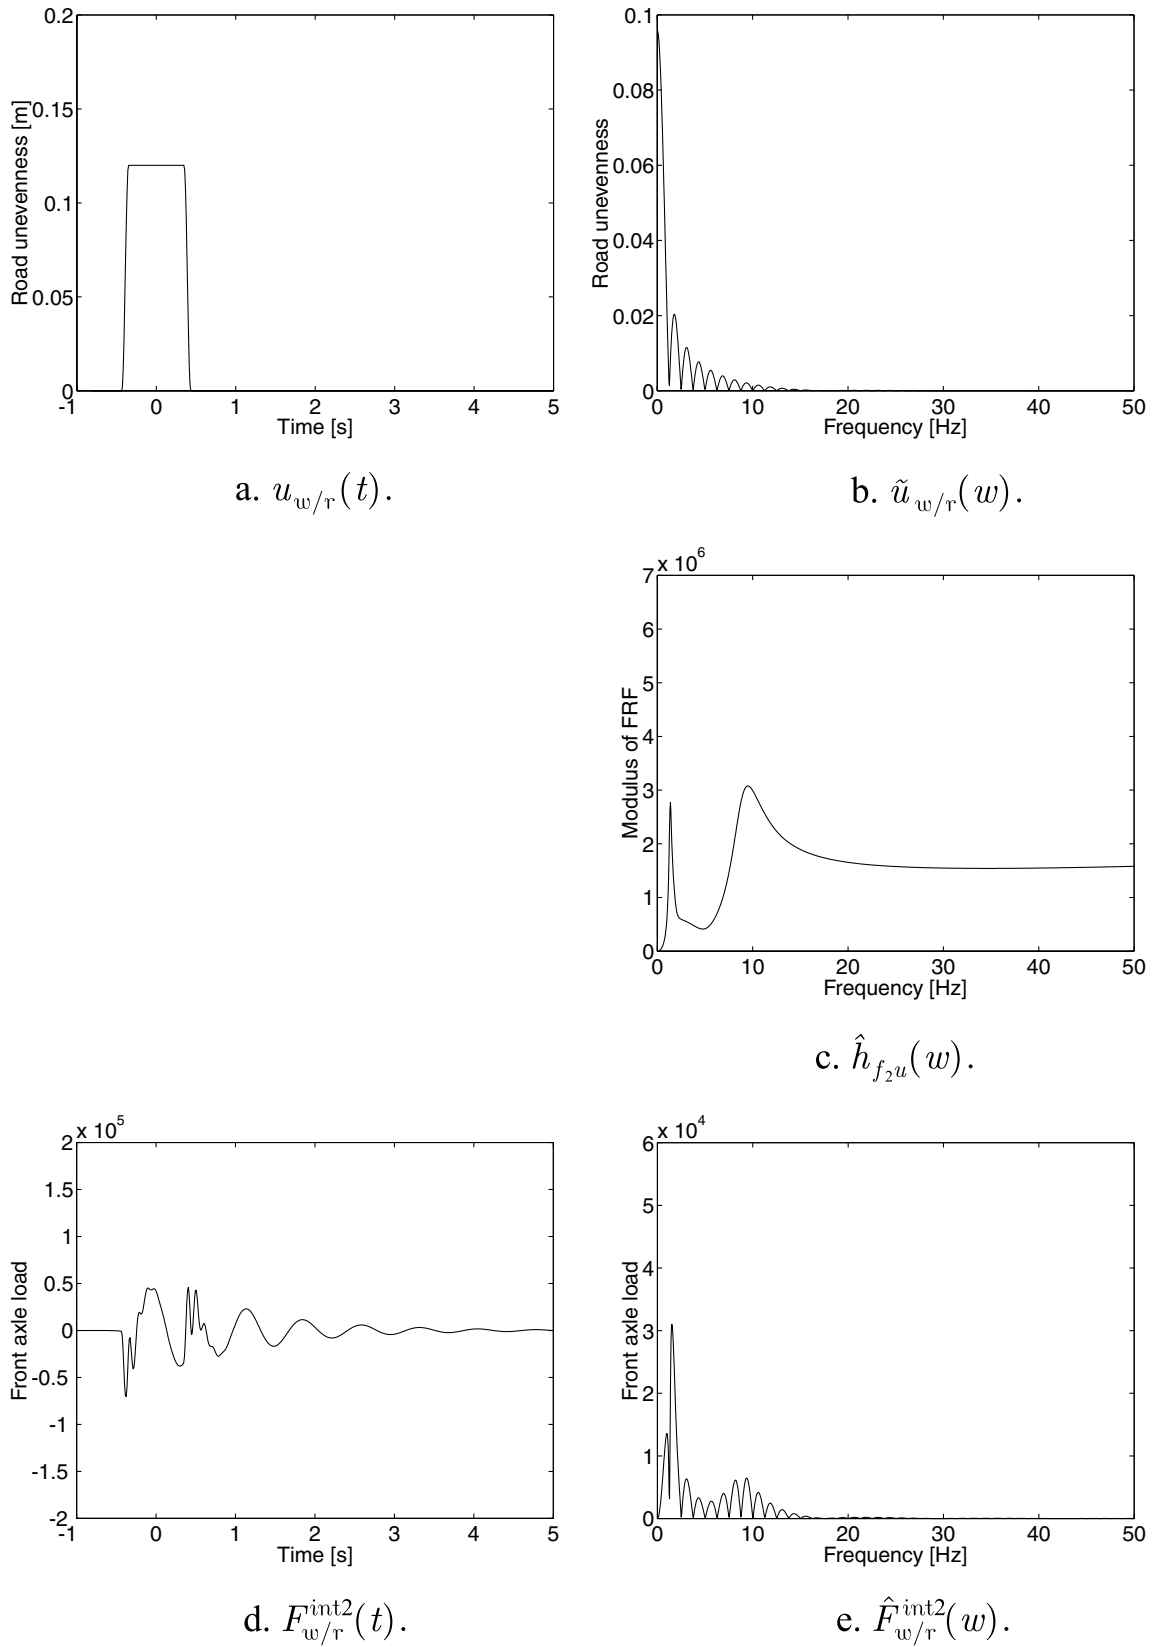 0.2
0.15
0.1
0.05
0
-1 0 1 2 3 4 5
Road unevenness [m]
Time [s]
a. u_{w/r}(t).
0.1
0.08
0.06
0.04
0.02
0
0 10 20 30 40 50
Road unevenness
Frequency [Hz]
b. ũ_{w/r}(w).
x 10^6
7
6
5
4
3
2
1
0
0 10 20 30 40 50
Modulus of FRF
Frequency [Hz]
c. ĥ_{f_2u}(w).
x 10^5
2
1.5
1
0.5
0
-0.5
-1
-1.5
-2
-1 0 1 2 3 4 5
Front axle load
Time [s]
d. F^{int2}_{w/r}(t).
x 10^4
6
5
4
3
2
1
0
0 10 20 30 40 50
Front axle load
Frequency [Hz]
e. F̂^{int2}_{w/r}(w).